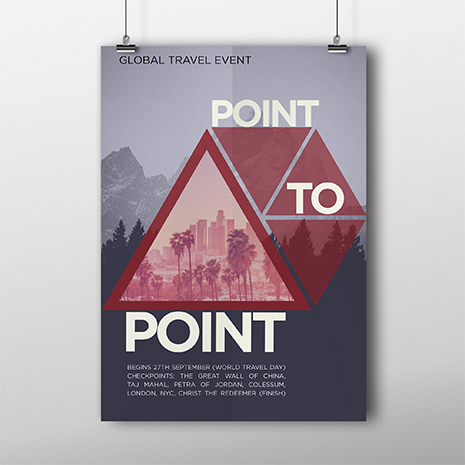 GLOBAL TRAVEL EVENT
POINT
TO
POINT
BEGINS 27TH SEPTEMBER (WORLD TRAVEL DAY)
CHECKPOINTS: THE GREAT WALL OF CHINA,
TAJ MAHAL, PETRA OF JORDAN, COLESSUM,
LONDON, NYC, CHRIST THE REDEEMER (FINISH)